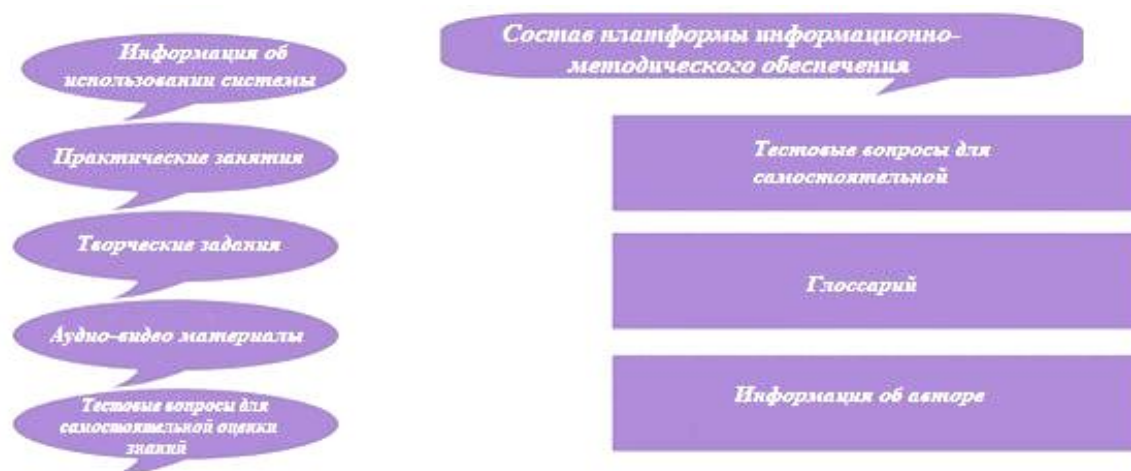 Информация об
использовании системы
Практические занятия
Творческие задания
Аудио-видео материалы
Тестовые вопросы для
самостоятельной оценки
знаний
Состав платформы информационно-
методического обеспечения
Тестовые вопросы для
самостоятельной
Глоссарий
Информация об авторе